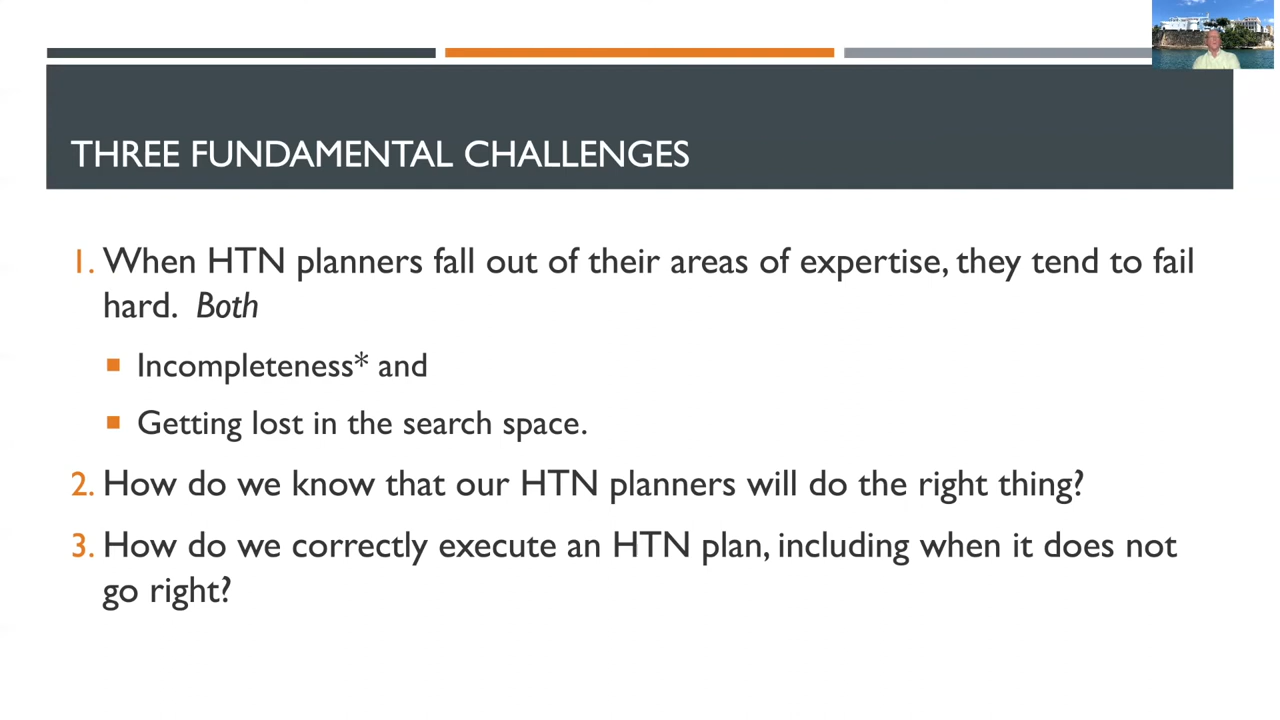 THREE FUNDAMENTAL CHALLENGES
1. When HTN planners fall out of their areas of expertise, they tend to fail
hard. Both
Incompleteness* and
Getting lost in the search space.
2. How do we know that our HTN planners will do the right thing?
3. How do we correctly execute an HTN plan, including when it does not
go right?